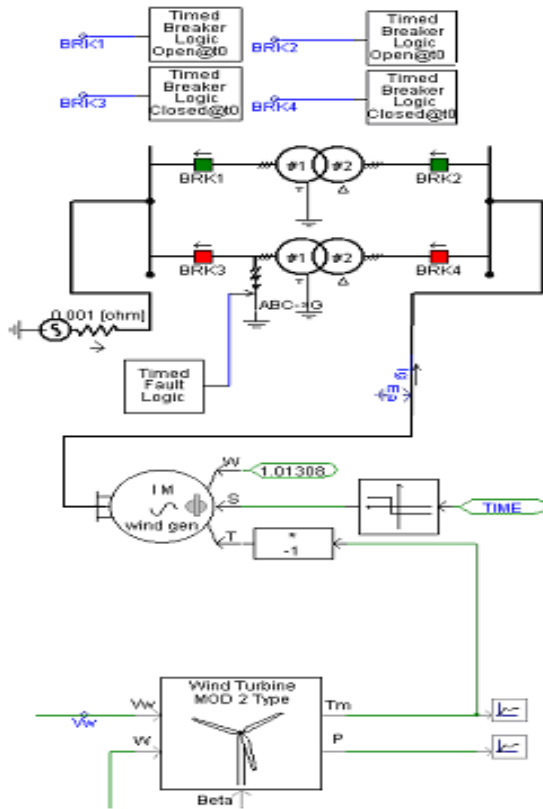 Timed
Breaker
Logic
Open@t0
BRK1
Timed
Breaker
Logic
Open@t0
BRK2
Timed
Breaker
Logic
Closed@t0
BRK3
Timed
Breaker
Logic
Closed@t0
BRK4
BRK1
#1
#2
BRK2
BRK3
#1
#2
BRK4
ABC->G
0.001 [ohm]
S
Timed
Fault
Logic
Ig
Ea
W
1.01308
I M
wind gen
S
TIME
T
*
-1
Wind Turbine
MOD 2 Type
Vw
Vw
Tm
W
P
Beta